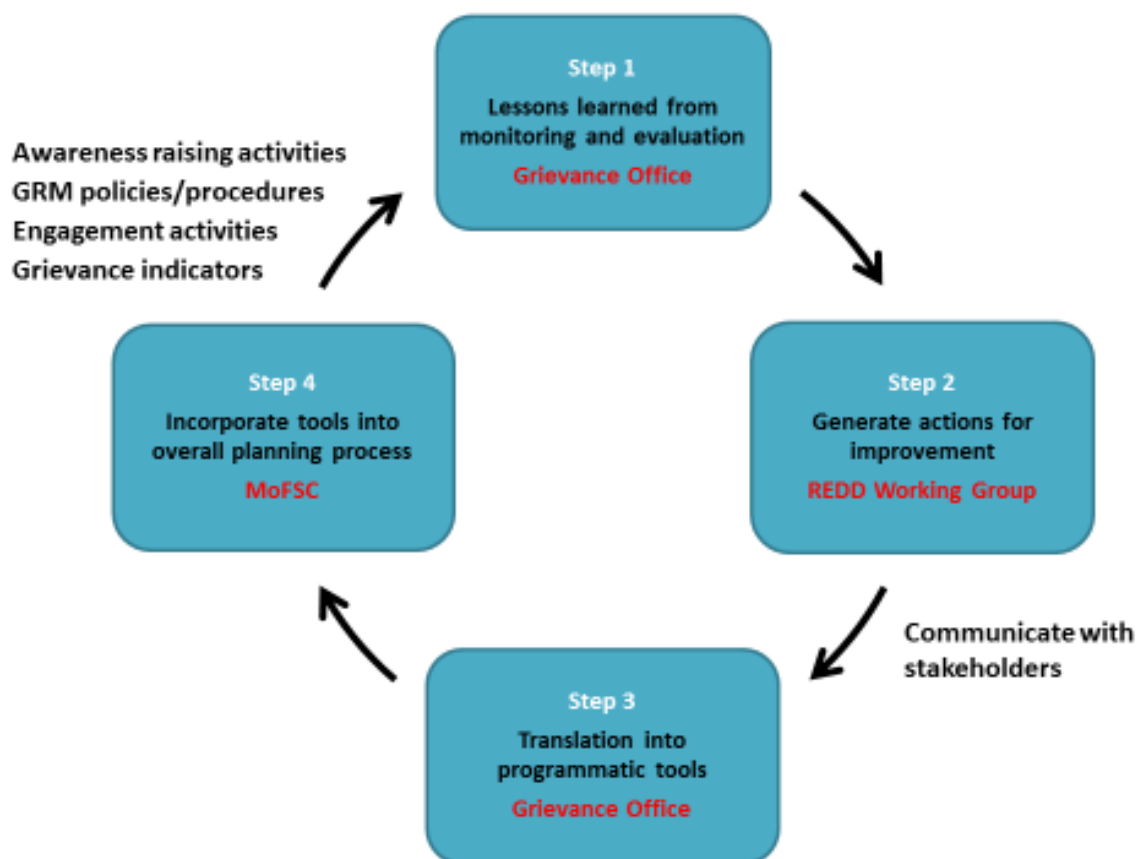 Step 1
Lessons learned from
monitoring and evaluation
Grievance Office
Awareness raising activities
GRM policies/procedures
Engagement activities
Grievance indicators
Step 2
Generate actions for
improvement
REDD Working Group
Communicate with
stakeholders
Step 3
Translation into
programmatic tools
Grievance Office
Step 4
Incorporate tools into
overall planning process
MoFSC